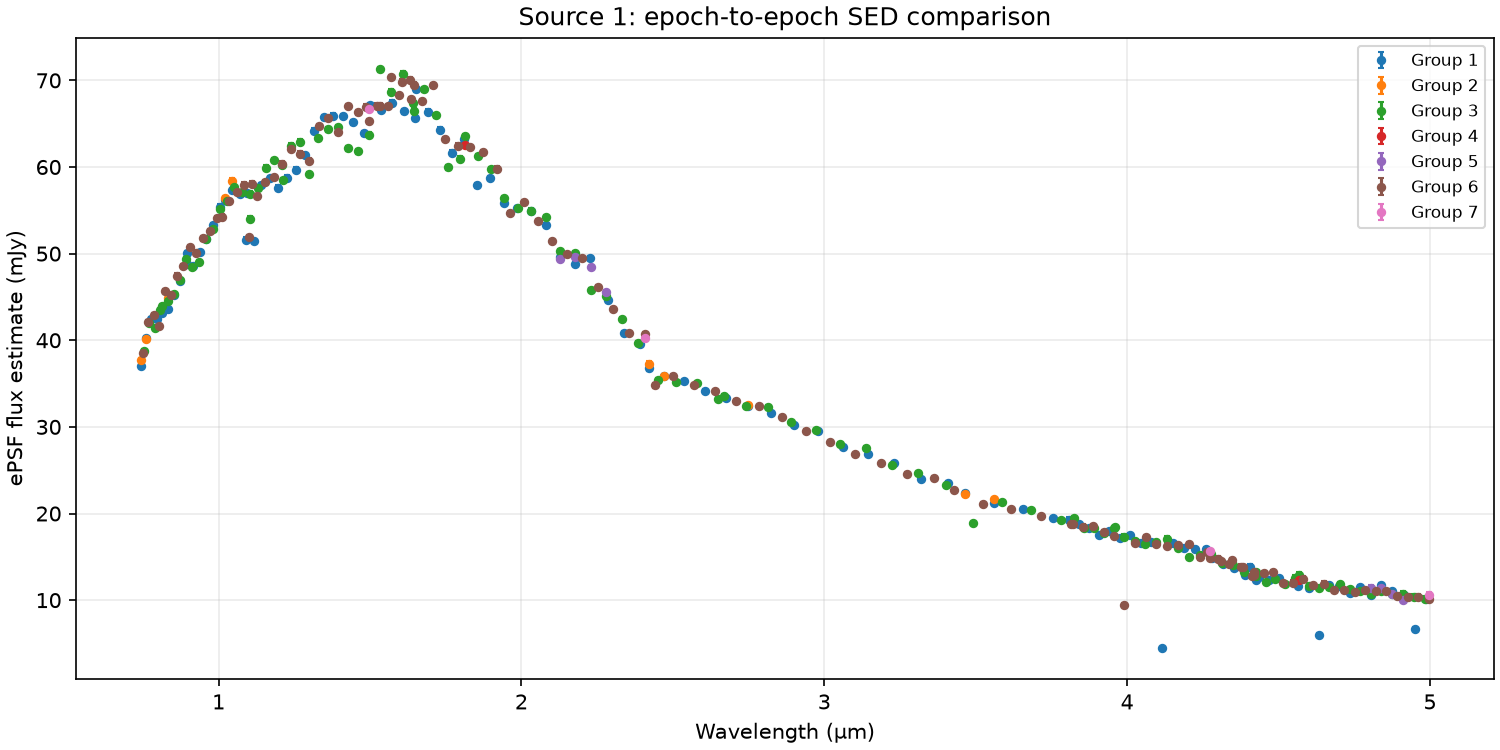 Source 1: epoch-to-epoch SED comparison
ePSF flux estimate (mJy)
70
60
50
40
30
20
10
1
2
3
4
5
Wavelength (μm)
Group 1
Group 2
Group 3
Group 4
Group 5
Group 6
Group 7